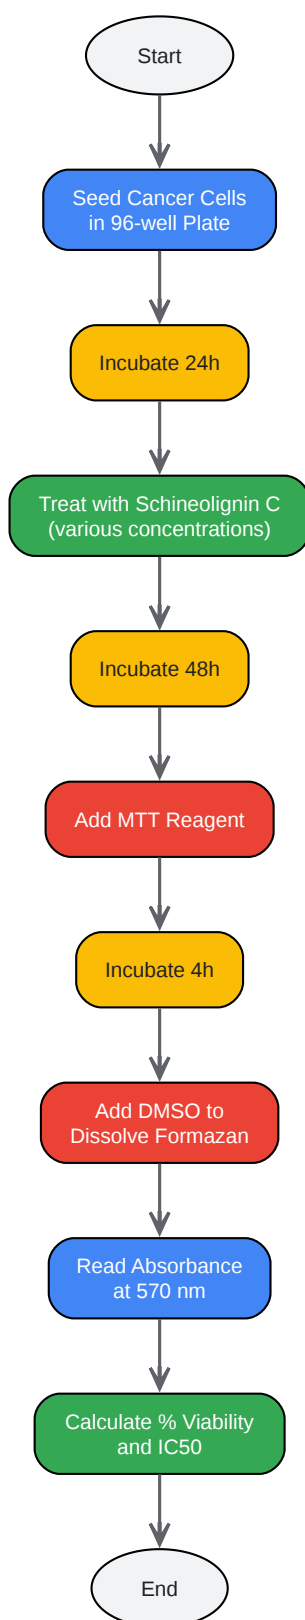 Start
Seed Cancer Cells
in 96-well Plate
Incubate 24h
Treat with Schineolignin C
(various concentrations)
Incubate 48h
Add MTT Reagent
Incubate 4h
Add DMSO to
Dissolve Formazan
Read Absorbance
at 570 nm
Calculate % Viability
and IC50
End